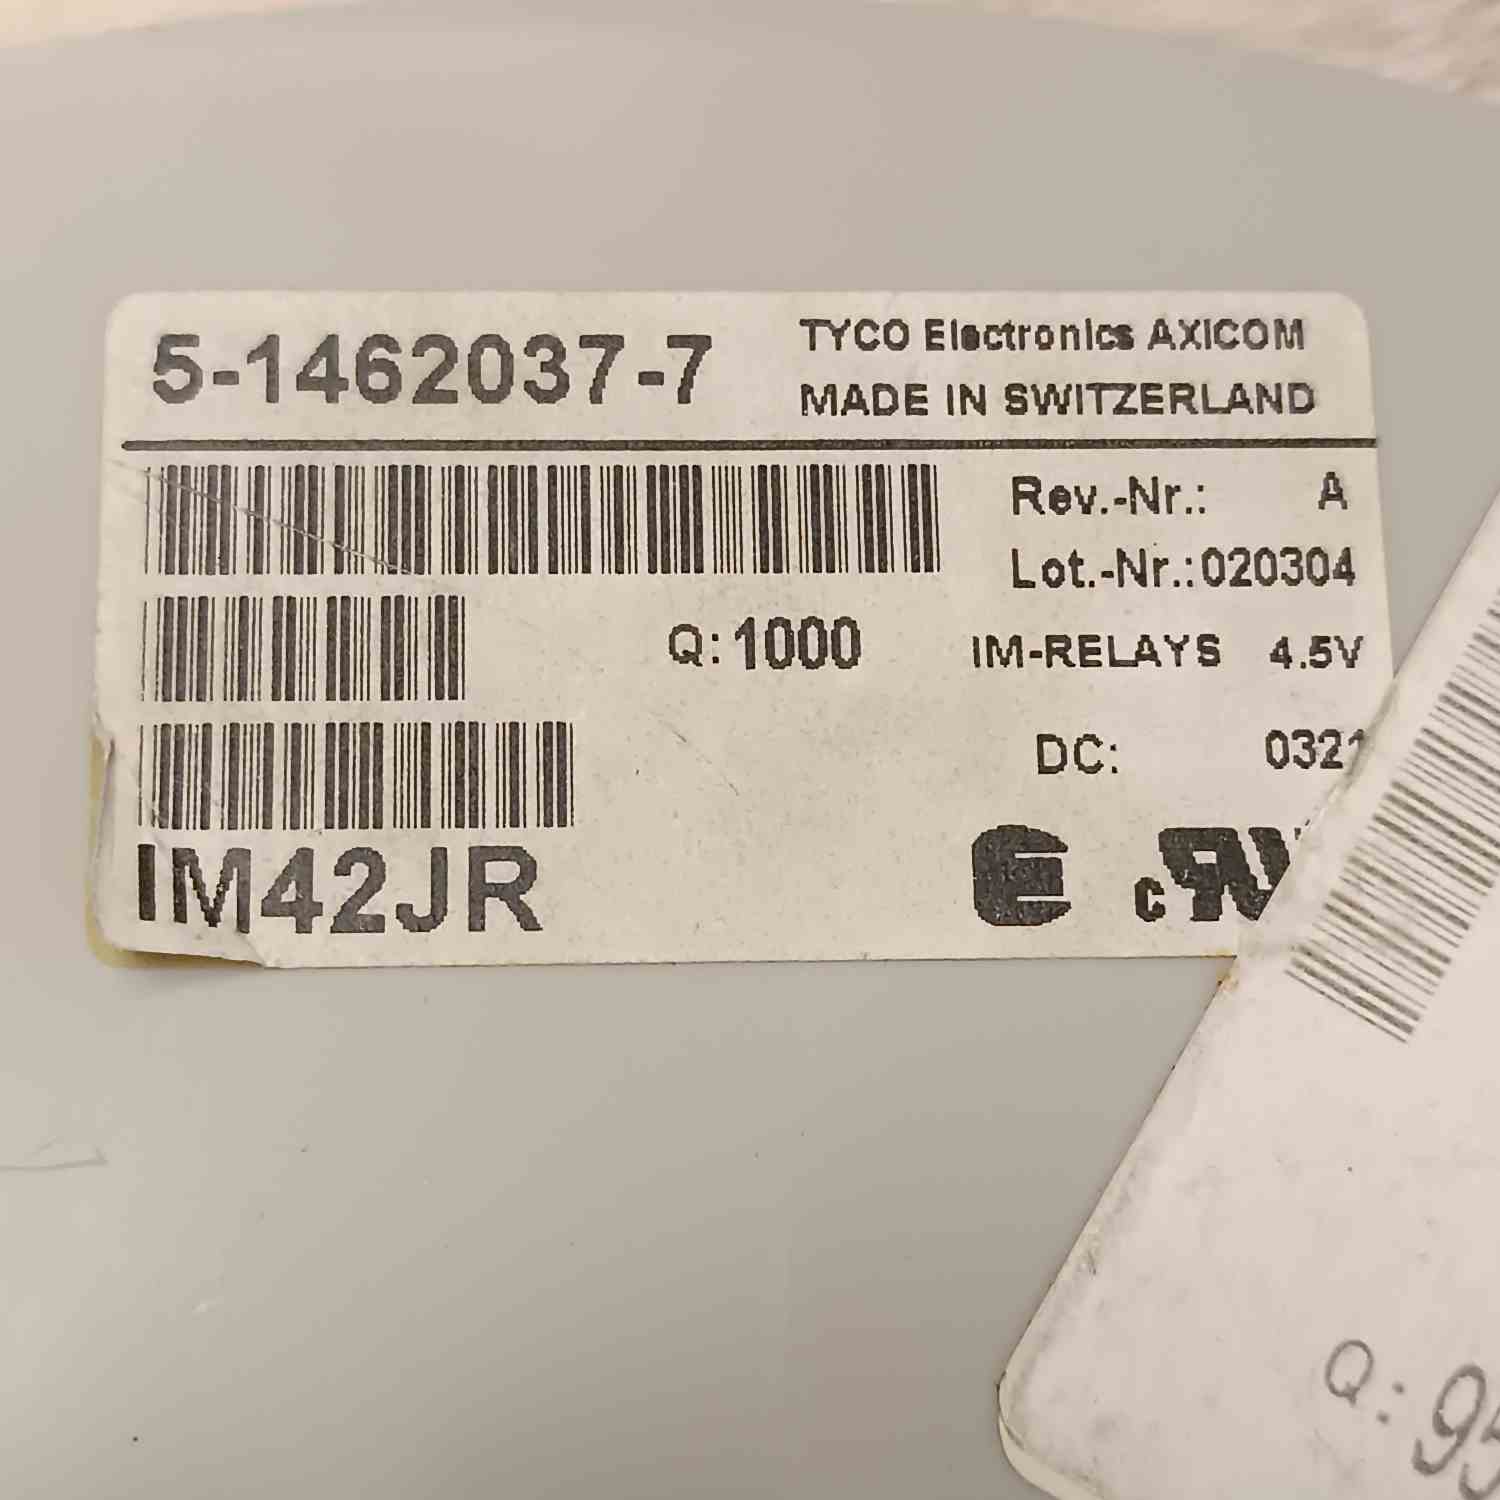 5-1462037-7
TYCO Electronics AXICOM
MADE IN SWITZERLAND
Rev.-Nr.: A
Lot.-Nr.:020304
Q:1000
IM-RELAYS 4.5V
DC: 0321
IM42JR
c
Q: 95